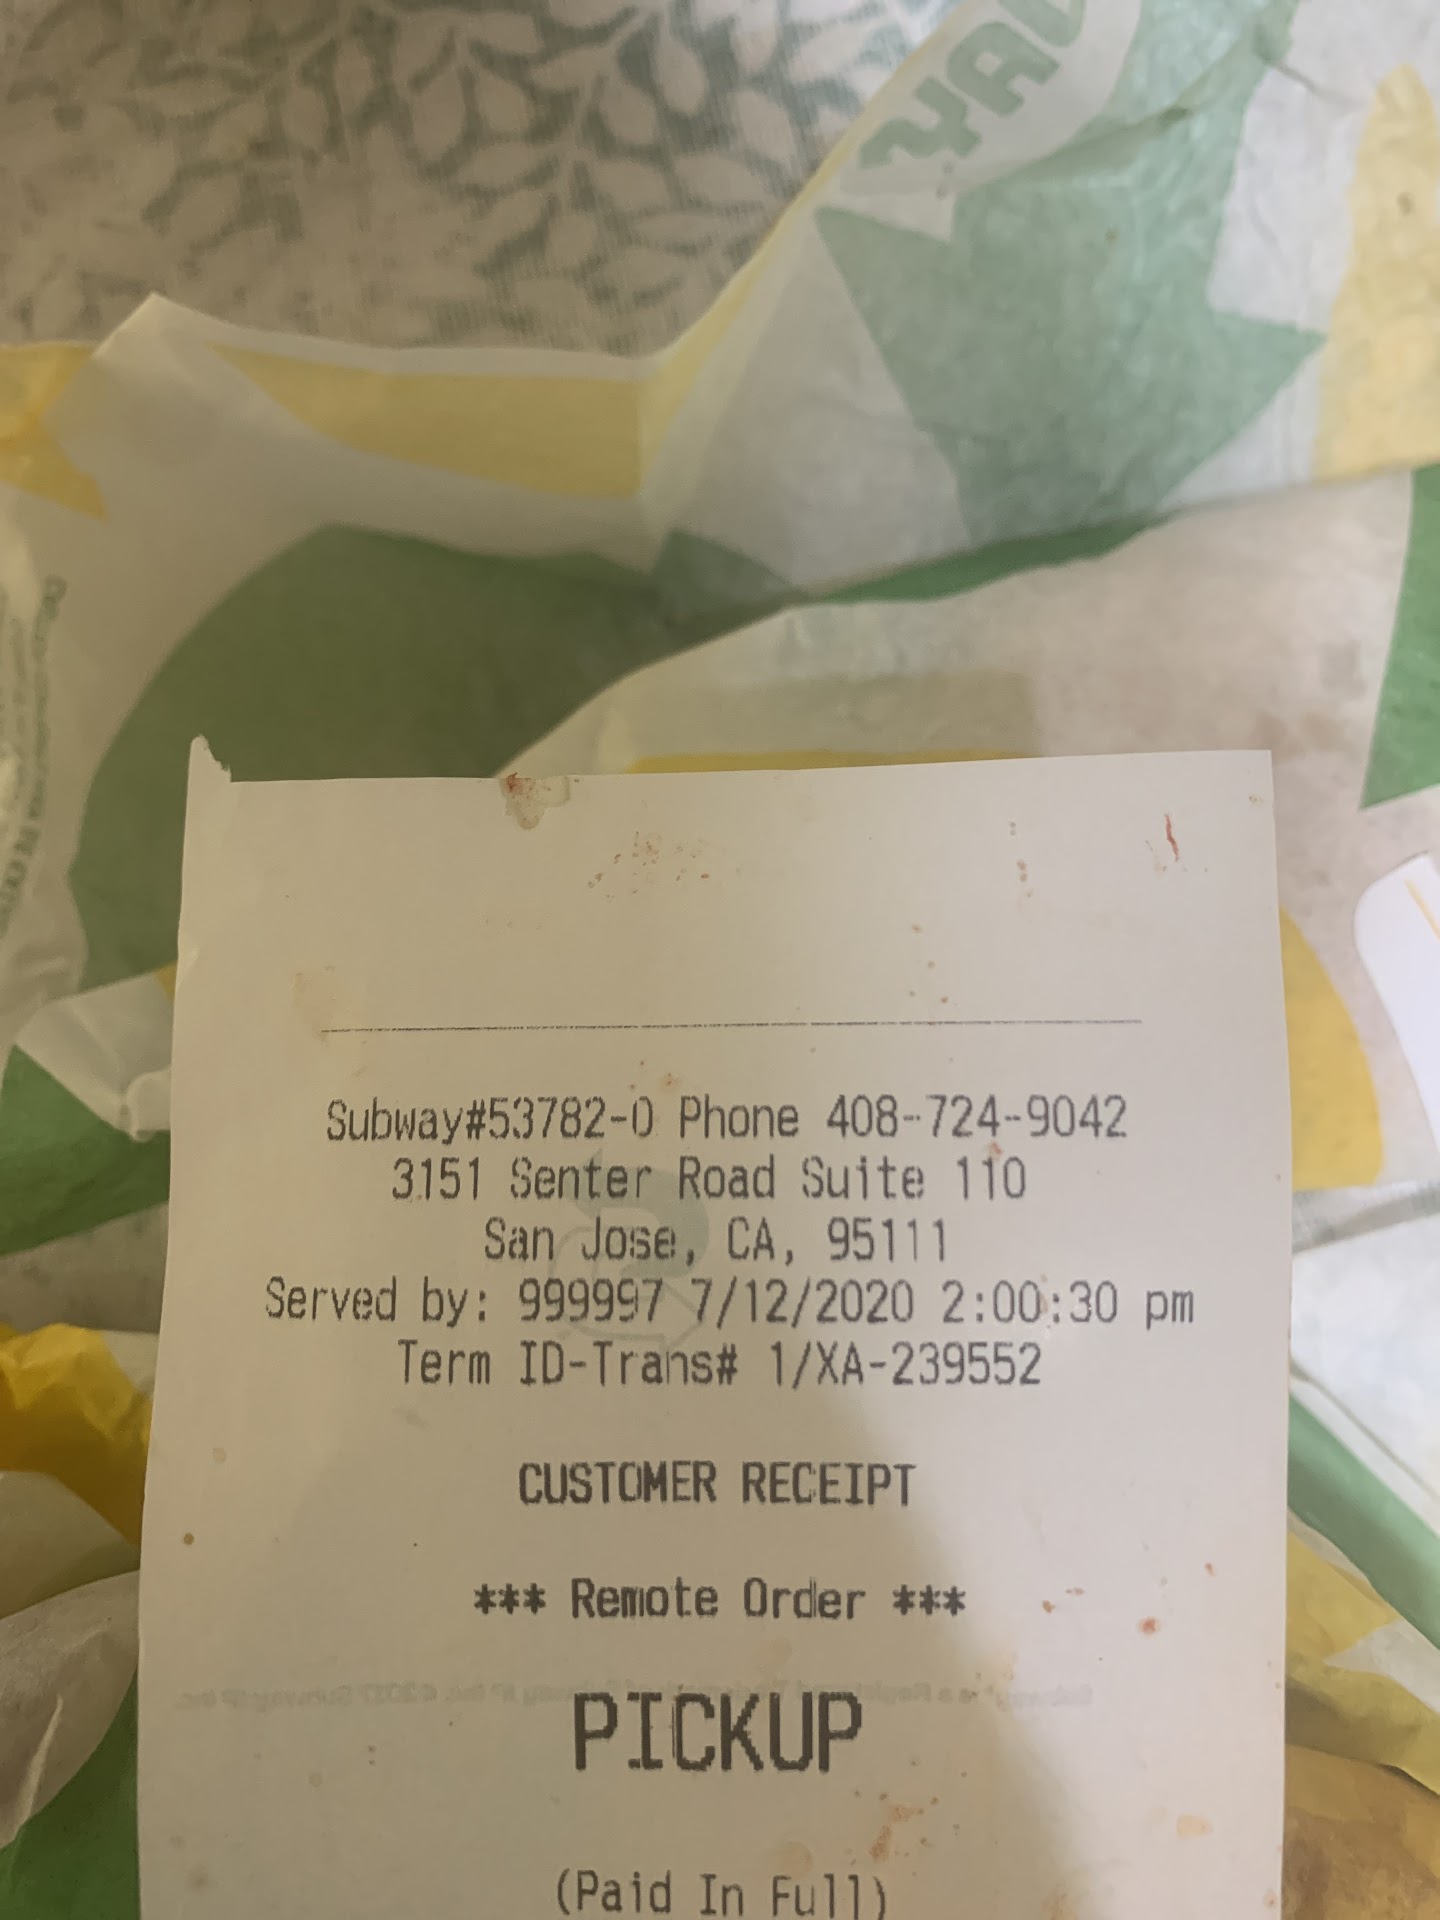 WAY
Subway#53782-0 Phone 408-724-9042
3151 Senter Road Suite 110
San Jose, CA, 95111
Served by: 999997 7/12/2020 2:00:30 pm
Term ID-Trans# 1/XA-239552
CUSTOMER RECEIPT
*** Remote Order ***
PICKUP
(Paid In Full)